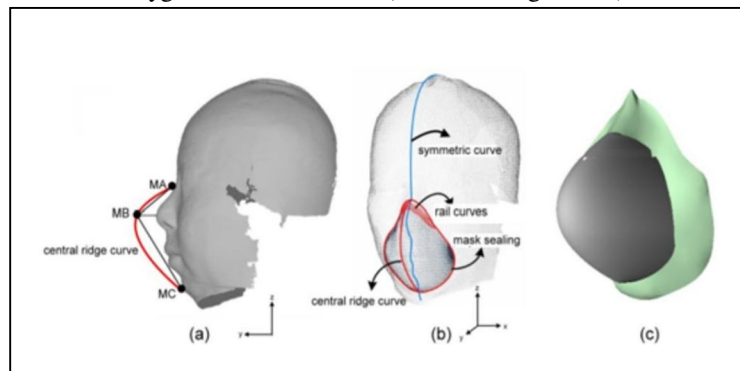 MA
MB
central ridge curve
MC
z
y
(a)
symmetric curve
rail curves
mask sealing
central ridge curve
z
x
y
(b)
(c)